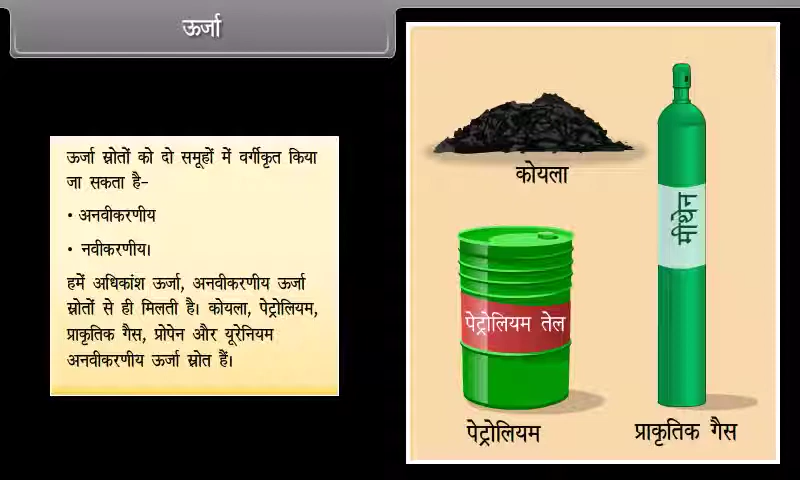 ऊर्जा
ऊर्जा स्रोतों को दो समूहों में वर्गीकृत किया
जा सकता है-
• अनवीकरणीय
• नवीकरणीय।
हमें अधिकांश ऊर्जा, अनवीकरणीय ऊर्जा
स्रोतों से ही मिलती है। कोयला, पेट्रोलियम,
प्राकृतिक गैस, प्रोपेन और यूरेनियम
अनवीकरणीय ऊर्जा स्रोत हैं।
कोयला
मीथेन
पेट्रोलियम तेल
पेट्रोलियम
प्राकृतिक गैस